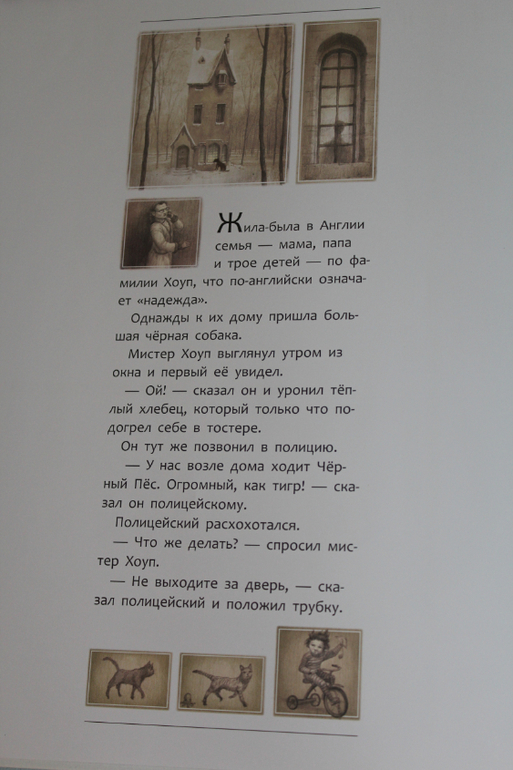 Жила-была в Англии
семья — мама, папа
и трое детей — по фа-
милии Хоуп, что по-английски означа-
ет «надежда».
Однажды к их дому пришла боль-
шая чёрная собака.
Мистер Хоуп выглянул утром из
окна и первый её увидел.
— Ой! — сказал он и уронил тёп-
лый хлебец, который только что по-
догрел себе в тостере.
Он тут же позвонил в полицию.
— У нас возле дома ходит Чёр-
ный Пёс. Огромный, как тигр! — ска-
зал он полицейскому.
Полицейский расхохотался.
— Что же делать? — спросил мис-
тер Хоуп.
— Не выходите за дверь, — ска-
зал полицейский и положил трубку.